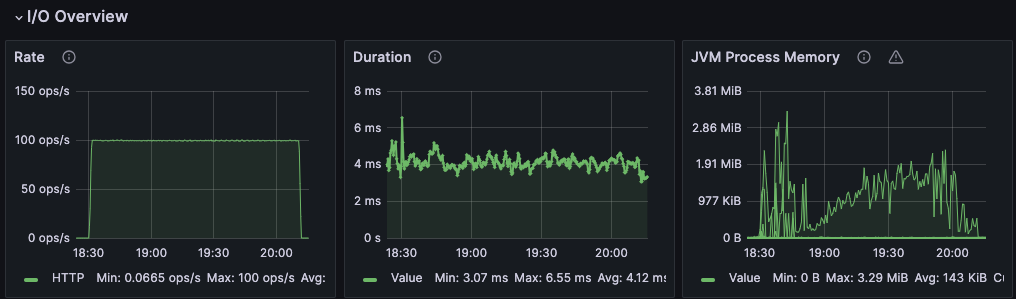 I/O Overview
Rate
150 ops/s
100 ops/s
50 ops/s
0 ops/s
18:30 19:00 19:30 20:00
HTTP Min: 0.0665 ops/s Max: 100 ops/s Avg:
Duration
8 ms
6 ms
4 ms
2 ms
0 s
18:30 19:00 19:30 20:00
Value Min: 3.07 ms Max: 6.55 ms Avg: 4.12 ms
JVM Process Memory
3.81 MiB
2.86 MiB
1.91 MiB
977 KiB
0 B
18:30 19:00 19:30 20:00
Value Min: 0 B Max: 3.29 MiB Avg: 143 KiB